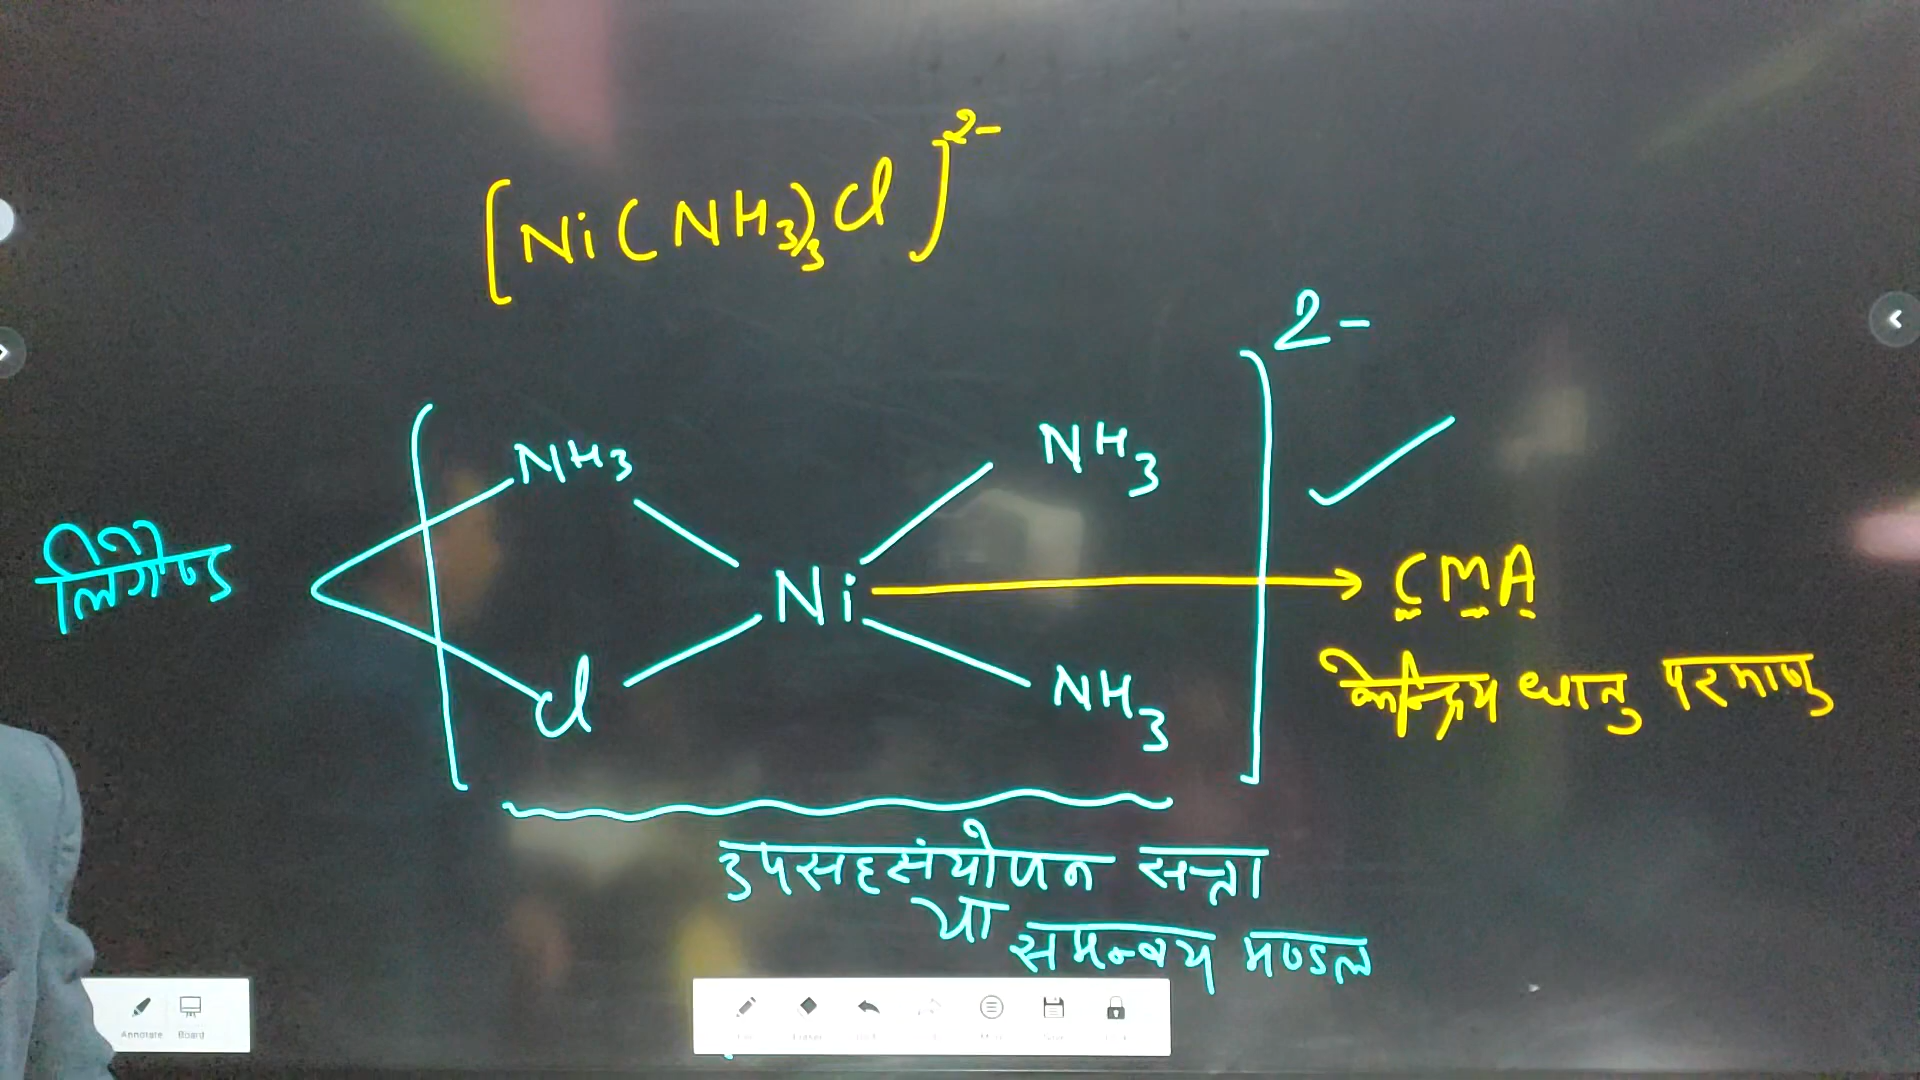 [Ni(NH3)3Cl]2-
2-
NH3 NH3
लिगेण्ड
Ni
CMA
Cl NH3
केन्द्रिय धातु परमाणु
उपसहसंयोजन सत्ता
या समन्वय मण्डल
Annotate Board